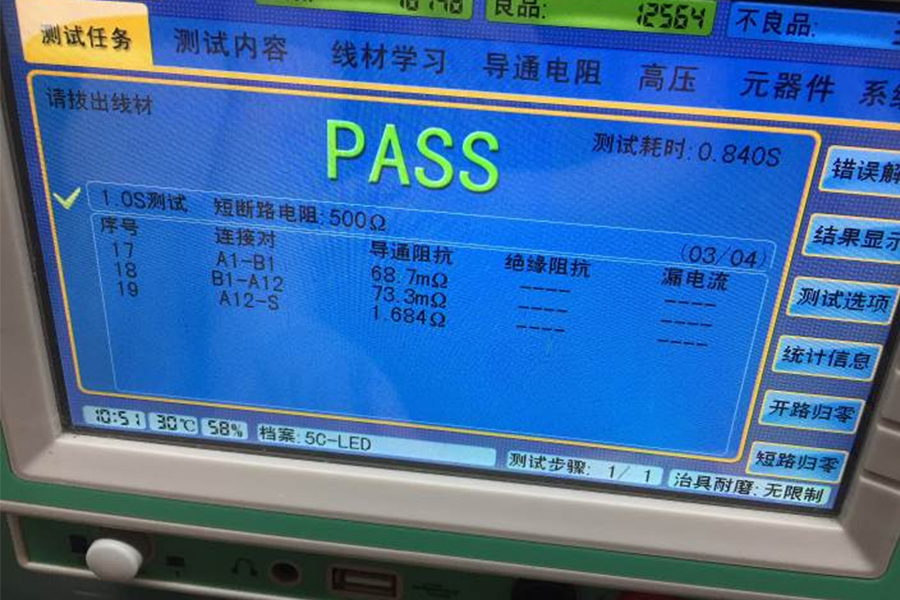 良品: 12564 不良品:
测试任务 测试内容 线材学习 导通电阻 高压 元器件
请拔出线材
PASS
测试耗时:0.840S
1.0S测试 短断路电阻:500Ω (03/04)
序号 连接对 导通阻抗 绝缘阻抗 漏电流
17 A1-B1 68.7mΩ ---- ----
18 B1-A12 73.3mΩ ---- ----
19 A12-S 1.684Ω ---- ----
错误解
结果显示
测试选项
统计信息
开路归零
短路归零
10:51 30℃ 58% 档案:5C-LED 测试步骤: 1/ 1 治具耐磨:无限制